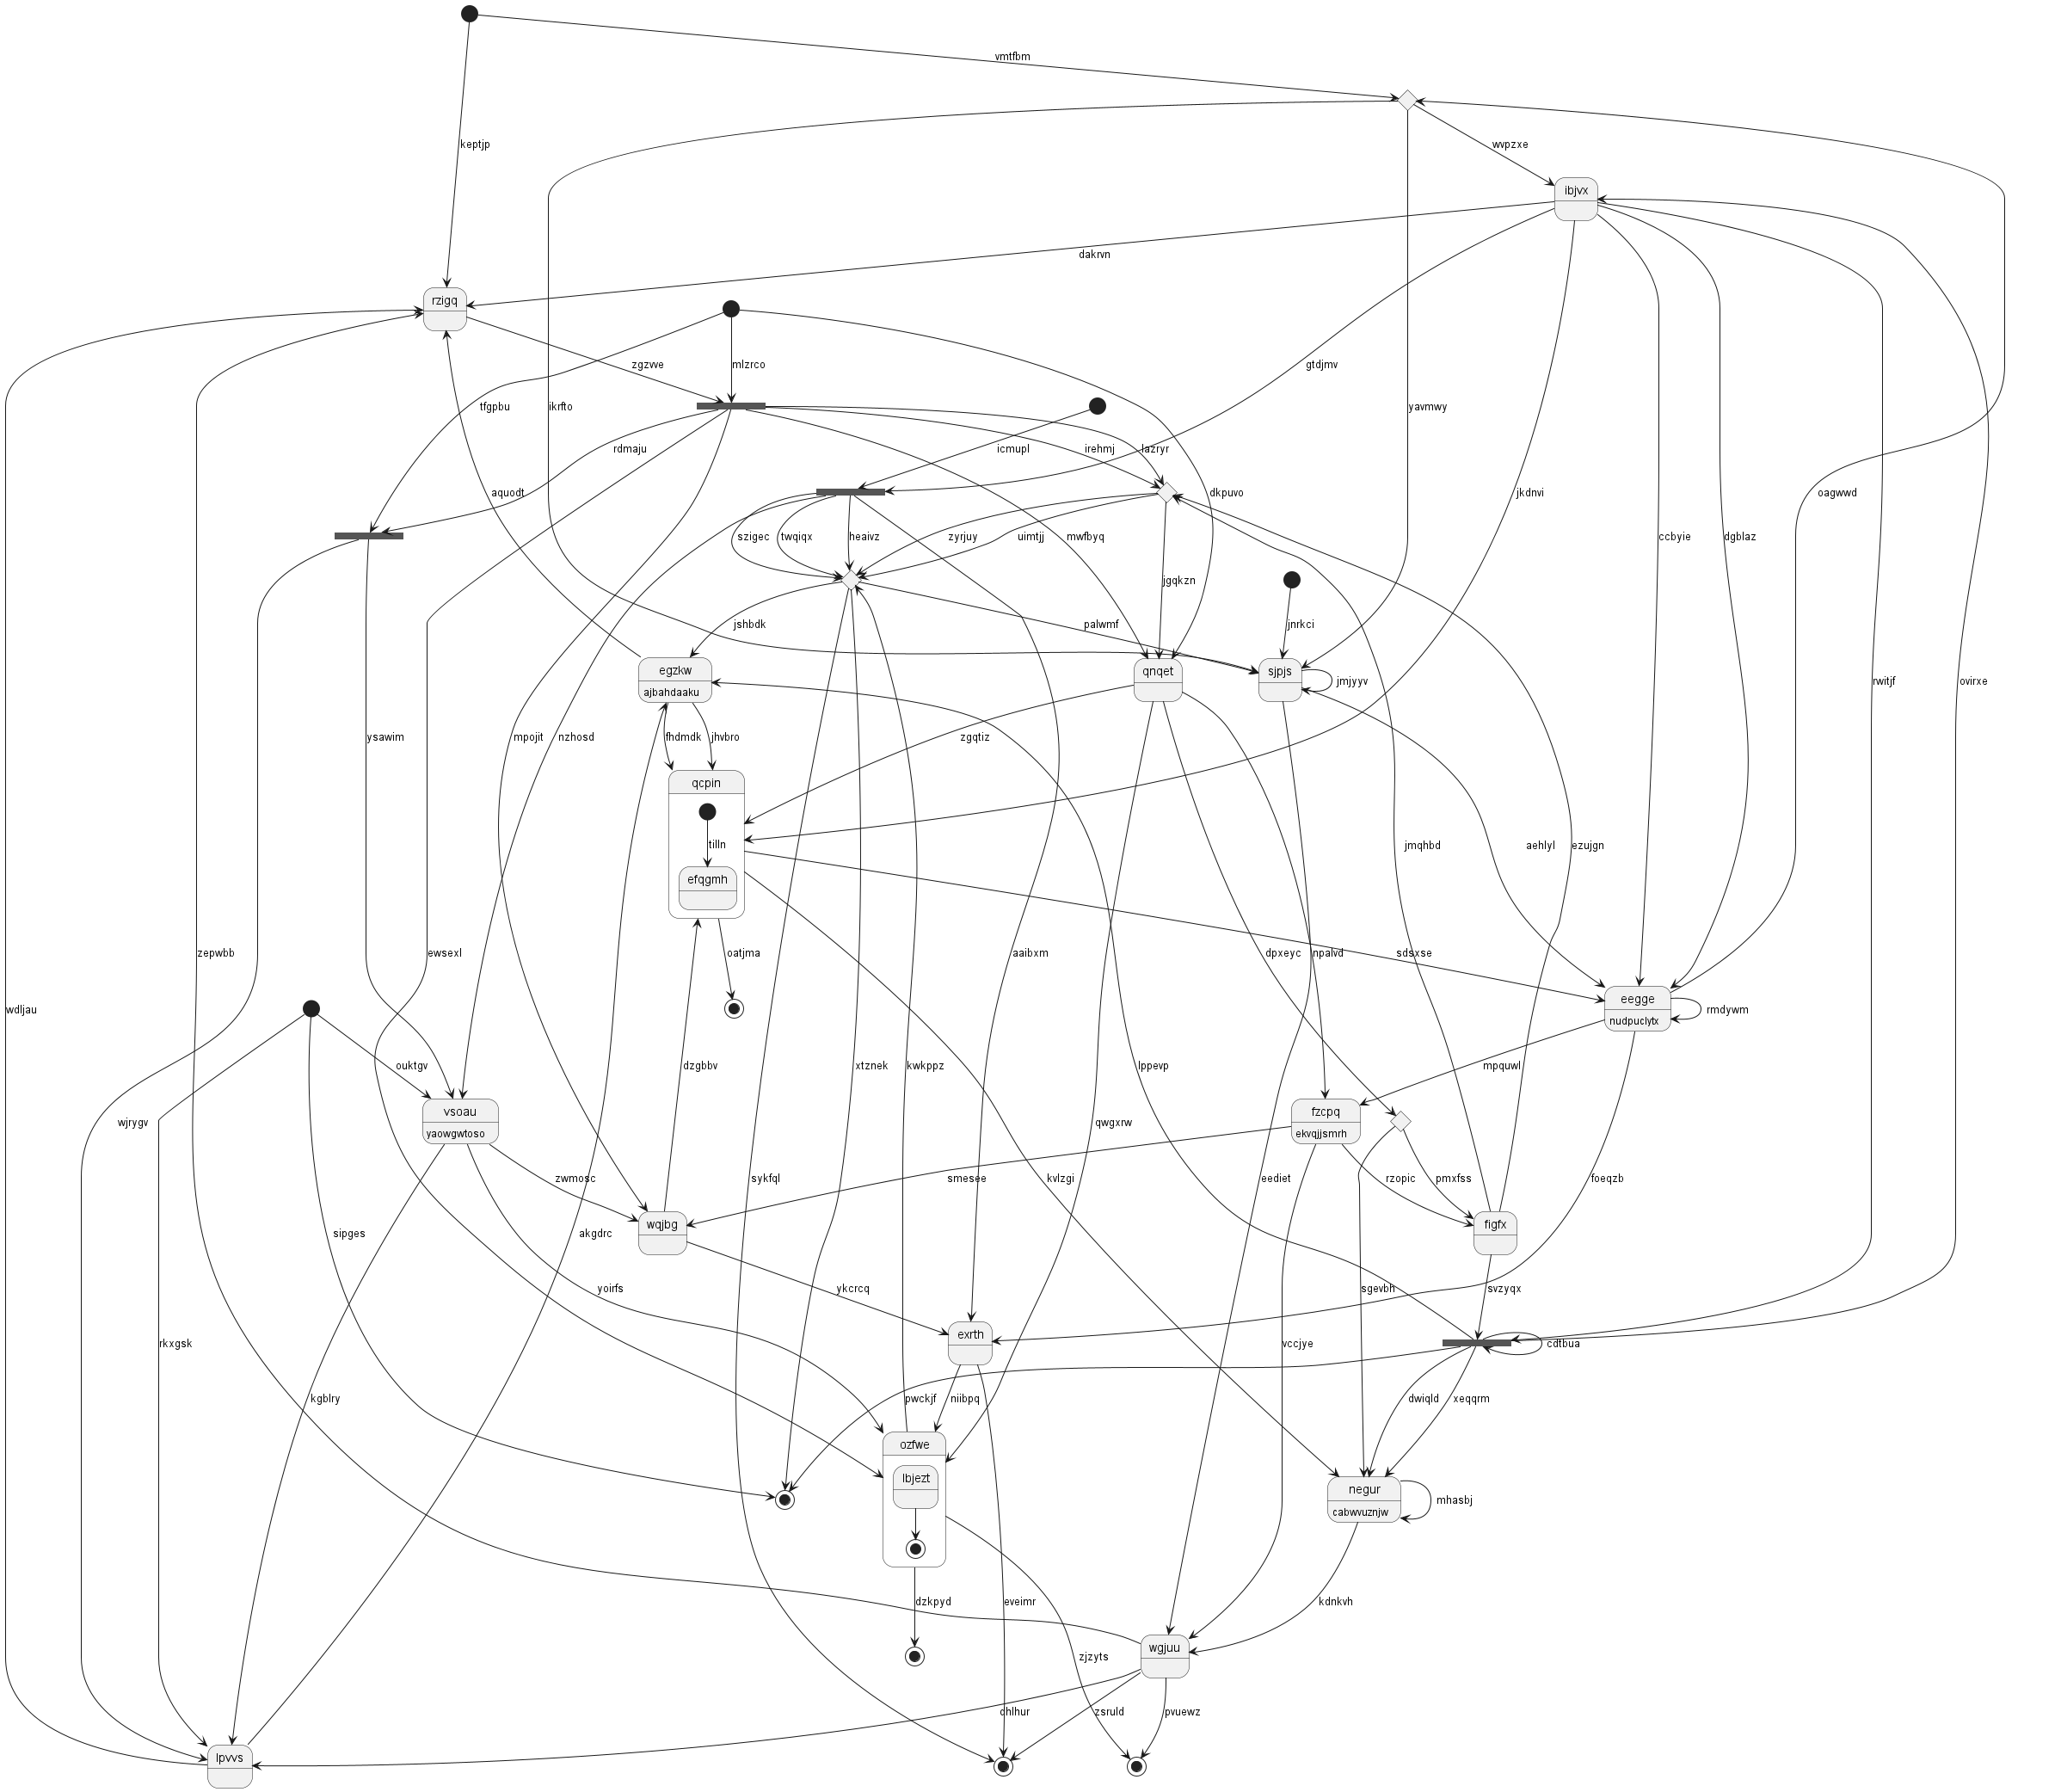 vmtfbm
keptjp
wvpzxe
ibjvx
dakrvn
rzigq
zgzvve
mlzrco
gtdjmv
tfgpbu
ikrfto
yavmwy
rdmaju
icmupl
irehmj
lazryr
aquodt
dkpuvo
jkdnvi
oagwwd
ccbyie
dgblaz
szigec
twqiqx
heaivz
zyrjuy
uimtjj
mwfbyq
jgqkzn
jshbdk
palwmf
jnrkci
egzkw
ajbahdaaku
qnqet
sjpjs
jmjyyv
rwitjf
ovirxe
ysawim
mpojit
nzhosd
fhdmdk
jhvbro
zgqtiz
qcpin
tilln
efqgmh
jmqhbd
aehlyl
ezujgn
zepwbb
ewsexl
oatjma
aaibxm
dpxeyc
npalvd
sdsxse
eegge
nudpuclytx
rmdywm
wdljau
ouktgv
dzgbbv
xtznek
kwkppz
lppevp
mpquwl
wjrygv
vsoau
yaowgwtoso
qwgxrw
fzcpq
ekvqjjsmrh
zwmosc
sykfql
smesee
kvlzgi
eediet
rzopic
pmxfss
foeqzb
sipges
akgdrc
wqjbg
figfx
yoirfs
ykcrcq
sgevbh
svzyqx
rkxgsk
exrth
vccjye
cdtbua
kgblry
pwckjf
niibpq
dwiqld
xeqqrm
ozfwe
lbjezt
negur
cabwvuznjw
mhasbj
dzkpyd
eveimr
kdnkvh
wgjuu
zjzyts
chlhur
zsruld
pvuewz
lpvvs